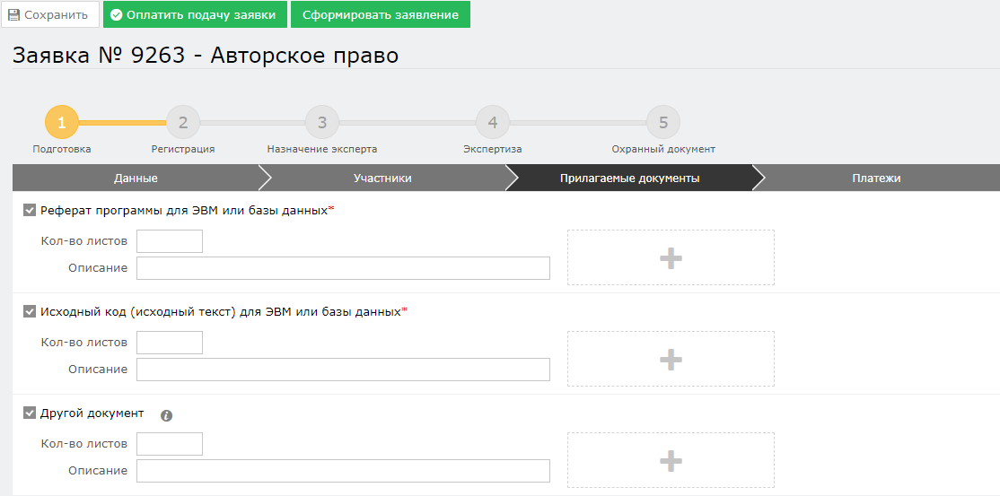 Сохранить Оплатить подачу заявки Сформировать заявление
Заявка № 9263 - Авторское право
1 2 3 4 5
Подготовка Регистрация Назначение эксперта Экспертиза Охранный документ
Данные Участники Прилагаемые документы Платежи
Реферат программы для ЭВМ или базы данных*
Кол-во листов
Описание
Исходный код (исходный текст) для ЭВМ или базы данных*
Кол-во листов
Описание
Другой документ i
Кол-во листов
Описание